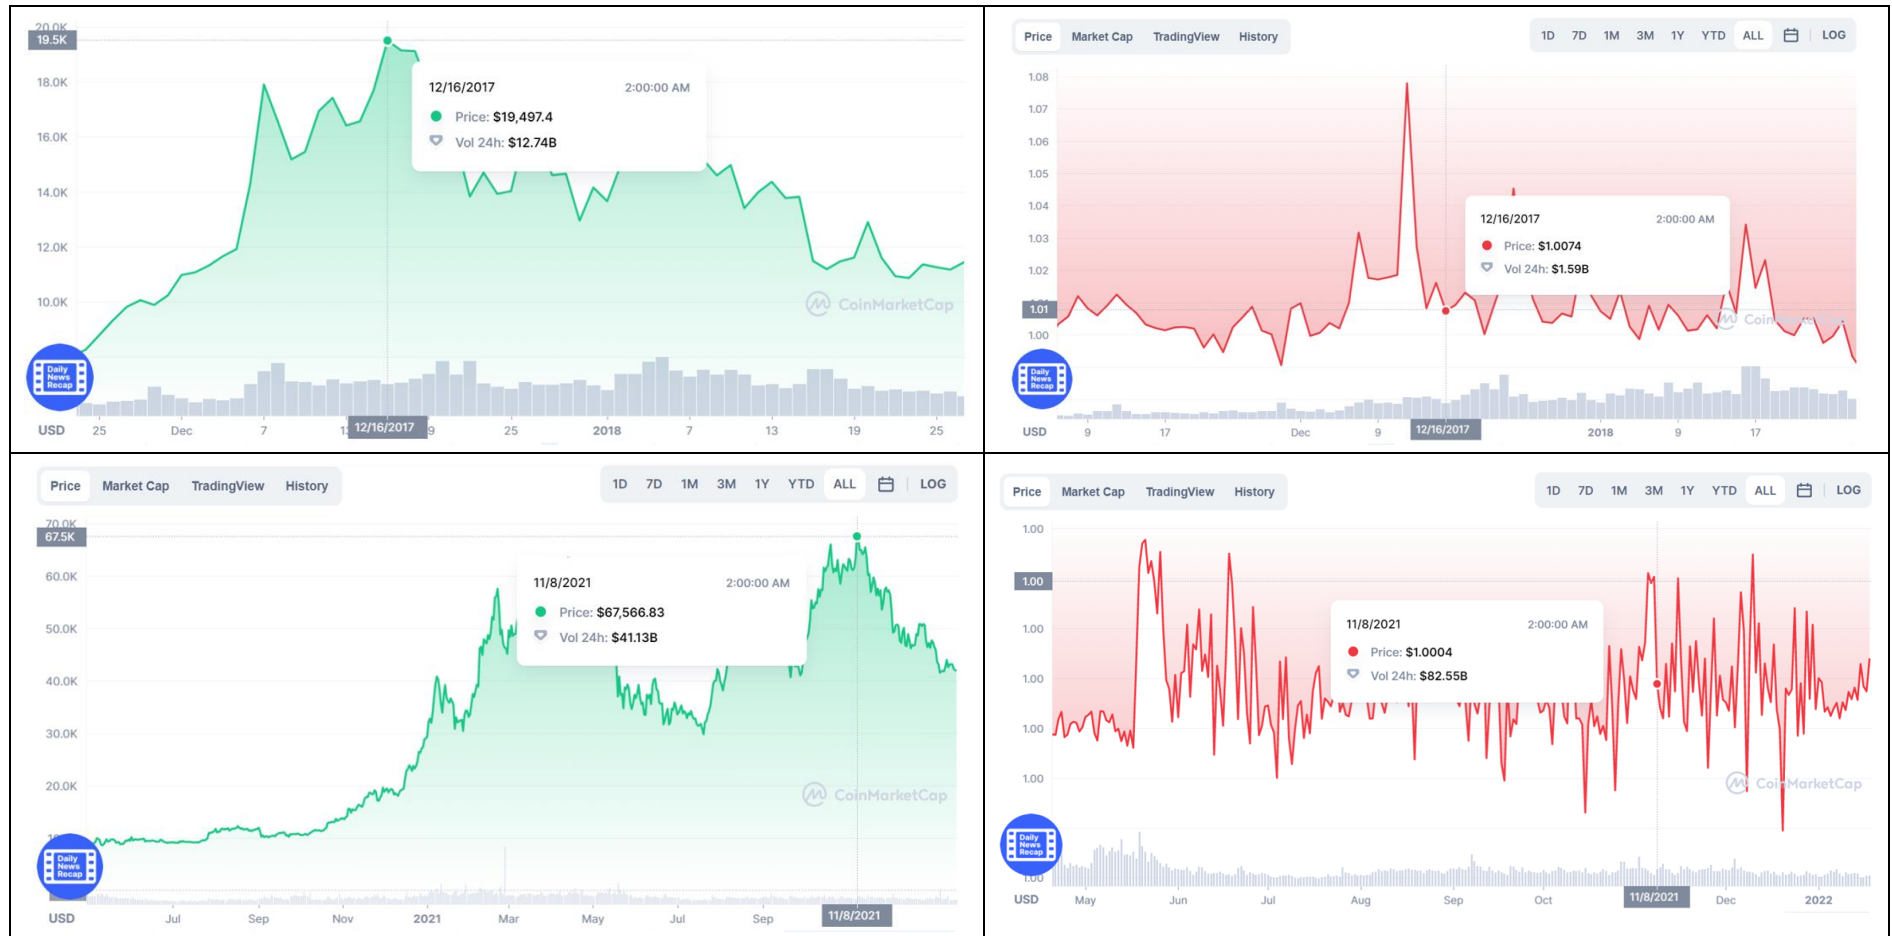 20.0K
19.5K
18.0K
16.0K
14.0K
12.0K
10.0K
12/16/2017 2:00:00 AM
Price: $19,497.4
Vol 24h: $12.74B
CoinMarketCap
Daily
News
Recap
USD 25 Dec 7 12/16/2017 9 25 2018 7 13 19 25
Price Market Cap TradingView History
1D 7D 1M 3M 1Y YTD ALL LOG
1.08
1.07
1.06
1.05
1.04
1.03
1.02
1.01
1.00
12/16/2017 2:00:00 AM
Price: $1.0074
Vol 24h: $1.59B
CoinMarketCap
Daily
News
Recap
USD 9 17 Dec 9 12/16/2017 2018 9 17
Price Market Cap TradingView History
1D 7D 1M 3M 1Y YTD ALL LOG
70.0K
67.5K
60.0K
50.0K
40.0K
30.0K
20.0K
11/8/2021 2:00:00 AM
Price: $67,566.83
Vol 24h: $41.13B
CoinMarketCap
Daily
News
Recap
USD Jul Sep Nov 2021 Mar May Jul Sep 11/8/2021
Price Market Cap TradingView History
1D 7D 1M 3M 1Y YTD ALL LOG
1.00
1.00
1.00
1.00
1.00
1.00
1.00
11/8/2021 2:00:00 AM
Price: $1.0004
Vol 24h: $82.55B
CoinMarketCap
Daily
News
Recap
USD May Jun Jul Aug Sep Oct 11/8/2021 Dec 2022